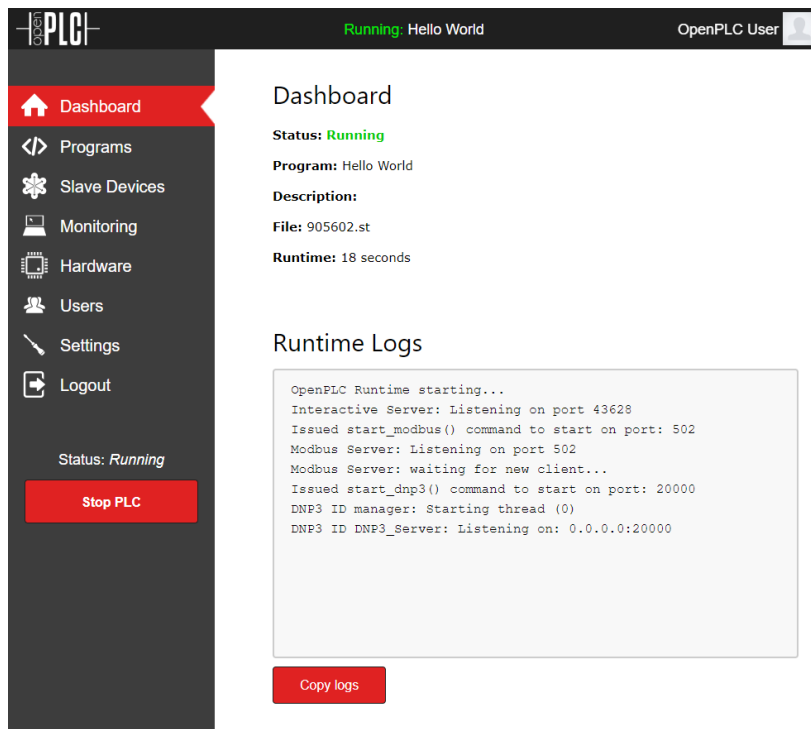 open PLC
Running: Hello World
OpenPLC User
Dashboard
Programs
Slave Devices
Monitoring
Hardware
Users
Settings
Logout
Status: Running
Stop PLC
Dashboard
Status: Running
Program: Hello World
Description:
File: 905602.st
Runtime: 18 seconds
Runtime Logs
OpenPLC Runtime starting...
Interactive Server: Listening on port 43628
Issued start_modbus() command to start on port: 502
Modbus Server: Listening on port 502
Modbus Server: waiting for new client...
Issued start_dnp3() command to start on port: 20000
DNP3 ID manager: Starting thread (0)
DNP3 ID DNP3_Server: Listening on: 0.0.0.0:20000
Copy logs